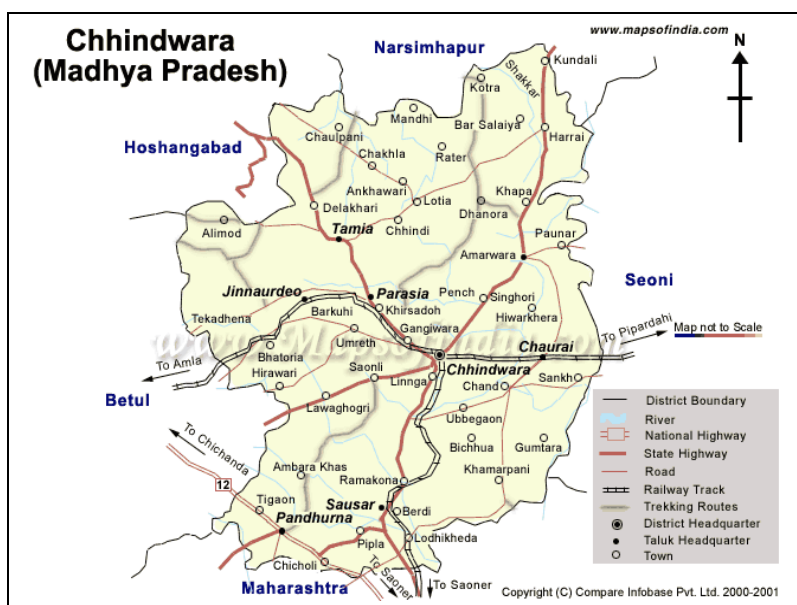 Chhindwara
(Madhya Pradesh)
www.mapsofindia.com
N
Narsimhapur
Hoshangabad
Seoni
Betul
Maharashtra
Kundali
Shakkar
Kotra
Mandhi
Bar Salaiya
Harrai
Chaulpani
Rater
Chakhla
Ankhawari
Khapa
Delakhari
Lotia
Dhanora
Alimod
Chhindi
Tamia
Paunar
Amarwara
Jinnaurdeo
Parasia
Pench
Singhori
Tekadhena
Barkuhi
Khirsadoh
Hiwarkhera
To Pipardahi
Map not to Scale
www.Mapsofindia.com
Umreth
Gangiwara
To Amla
Bhatoria
Chaurai
Chhindwara
Hirawari
Saonli
Linnga
Chand
Sankh
Lawaghogri
Ubbegaon
To Chichanda
Bichhua
Gumtara
Ambara Khas
Ramakona
Khamarpani
12
Tigaon
Sausar
Berdi
Pandhurna
Pipla
Lodhikheda
Chicholi
To Saoner
To Saoner
District Boundary
River
National Highway
State Highway
Road
Railway Track
Trekking Routes
District Headquarter
Taluk Headquarter
Town
Copyright (C) Compare Infobase Pvt. Ltd. 2000-2001